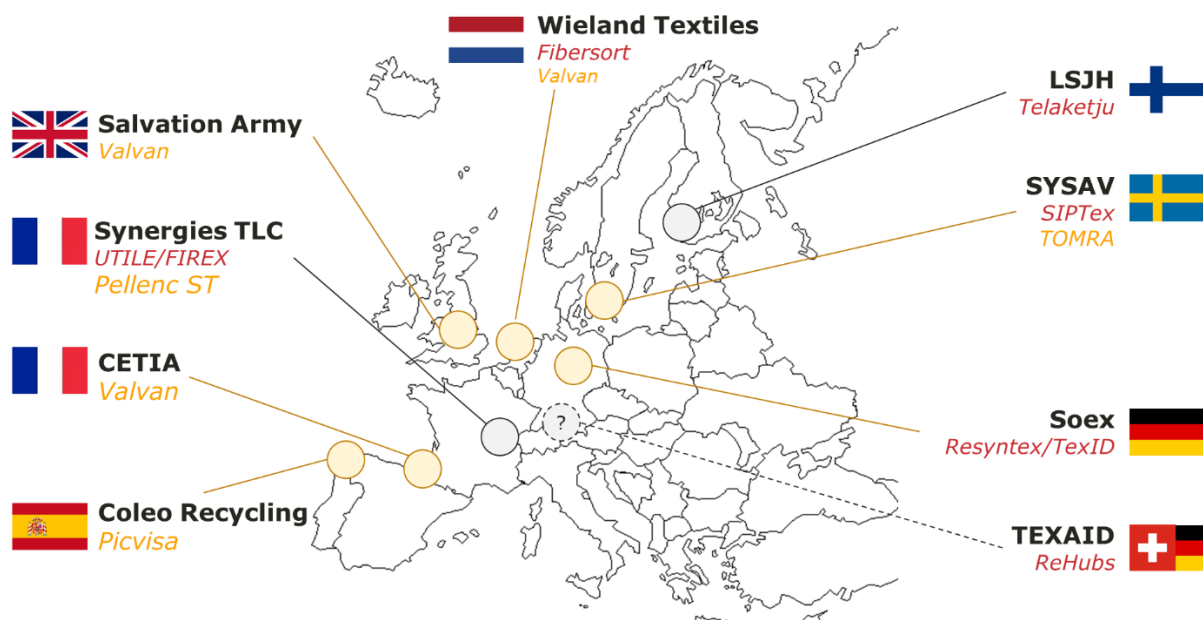 Wieland Textiles
Fibersort
Valvan
Salvation Army
Valvan
Synergies TLC
UTILE/FIREX
Pellenc ST
CETIA
Valvan
Coleo Recycling
Picvisa
LSJH
Telaketju
SYSAV
SIPTex
TOMRA
?
Soex
Resyntex/TexID
TEXAID
ReHubs